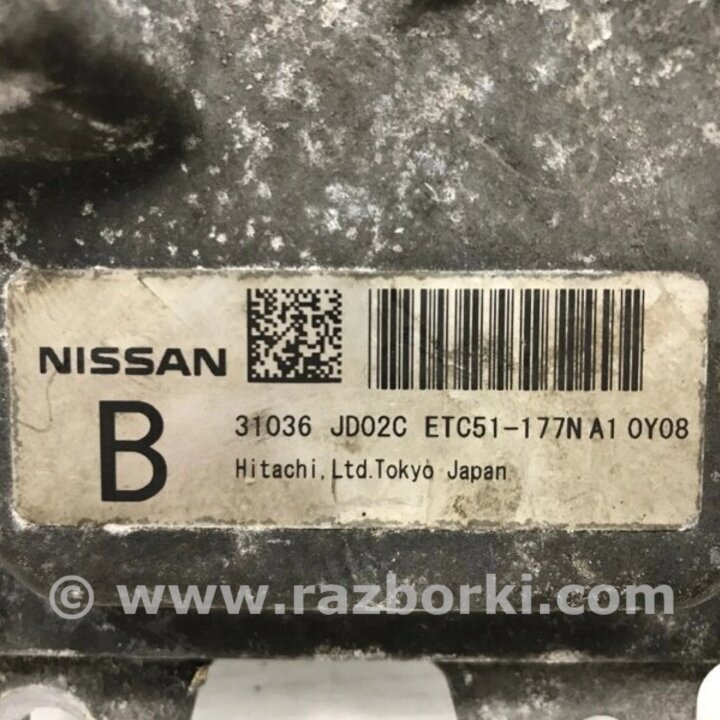 NISSAN
B
31036 JD02C ETC51-177N A1 0Y08
Hitachi,Ltd.Tokyo Japan
© www.razborki.com